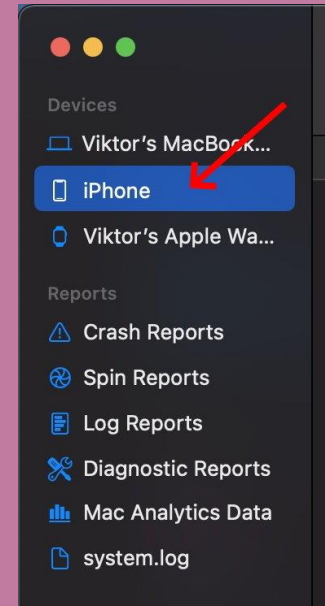 Devices
Viktor’s MacBook...
iPhone
Viktor’s Apple Wa...
Reports
Crash Reports
Spin Reports
Log Reports
Diagnostic Reports
Mac Analytics Data
system.log